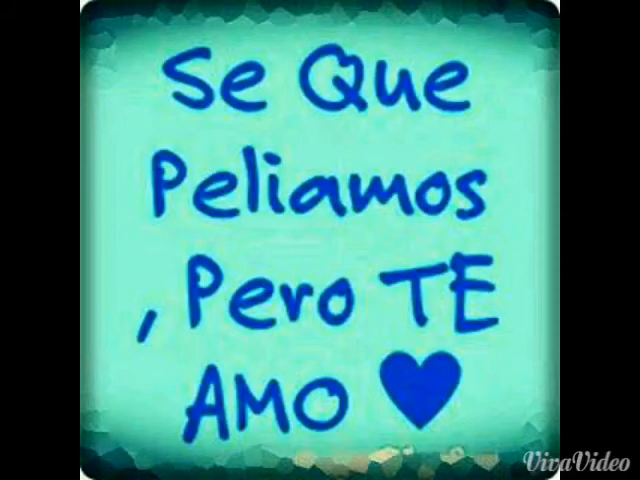 Se Que
Peliamos
, Pero TE
AMO ♥
VivaVideo